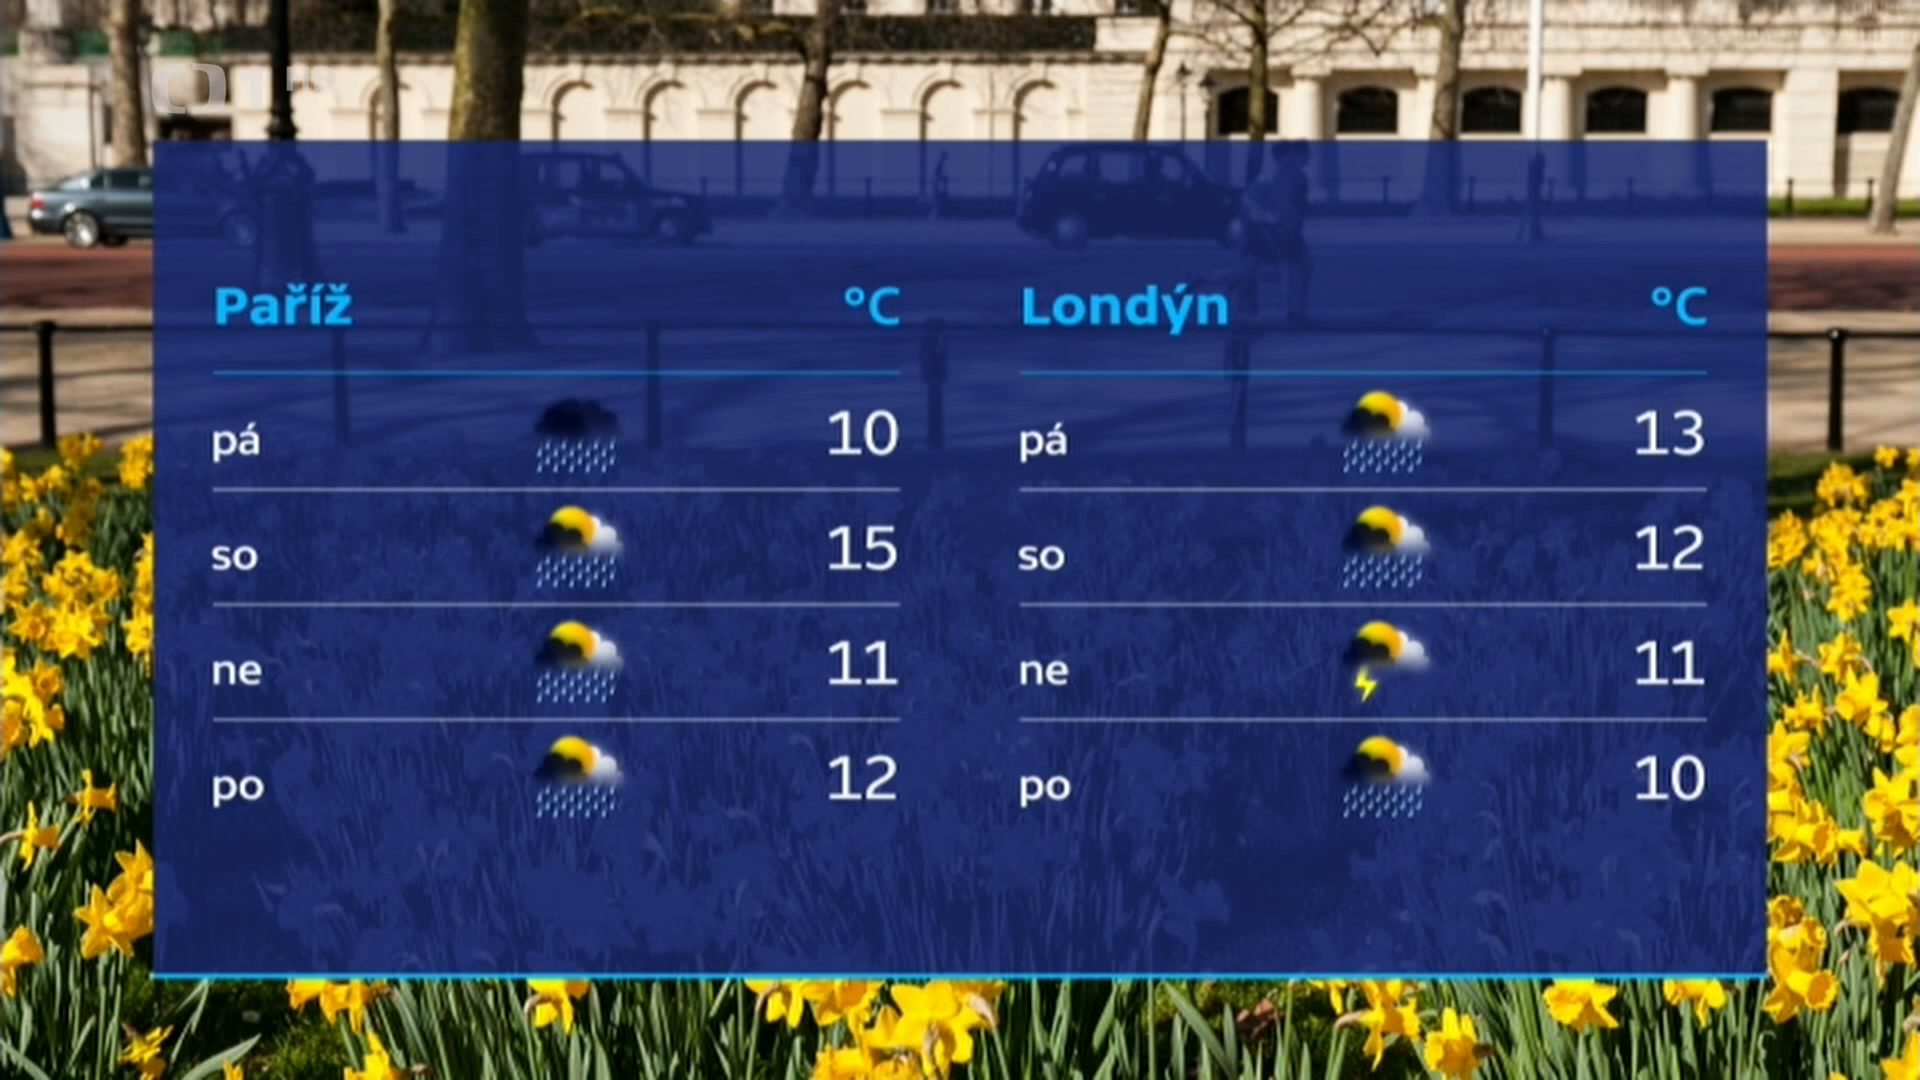 Paříž °C
pá 10
so 15
ne 11
po 12
Londýn °C
pá 13
so 12
ne 11
po 10